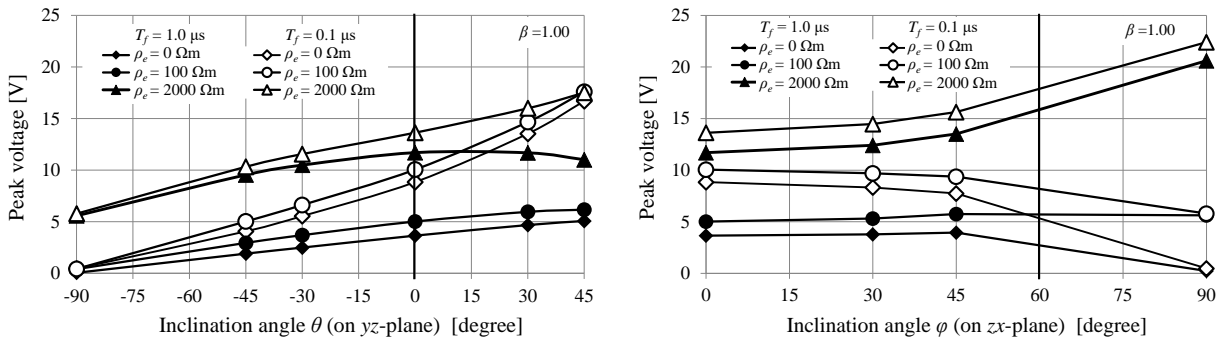 25
20
15
10
5
0
Peak voltage [V]
T_f = 1.0 µs T_f = 0.1 µs
ρ_e = 0 Ωm ρ_e = 0 Ωm
ρ_e = 100 Ωm ρ_e = 100 Ωm
ρ_e = 2000 Ωm ρ_e = 2000 Ωm
β =1.00
-90 -75 -60 -45 -30 -15 0 15 30 45
Inclination angle θ (on yz-plane) [degree]
25
20
15
10
5
0
Peak voltage [V]
T_f = 1.0 µs T_f = 0.1 µs
ρ_e = 0 Ωm ρ_e = 0 Ωm
ρ_e = 100 Ωm ρ_e = 100 Ωm
ρ_e = 2000 Ωm ρ_e = 2000 Ωm
β =1.00
0 15 30 45 60 75 90
Inclination angle φ (on zx-plane) [degree]